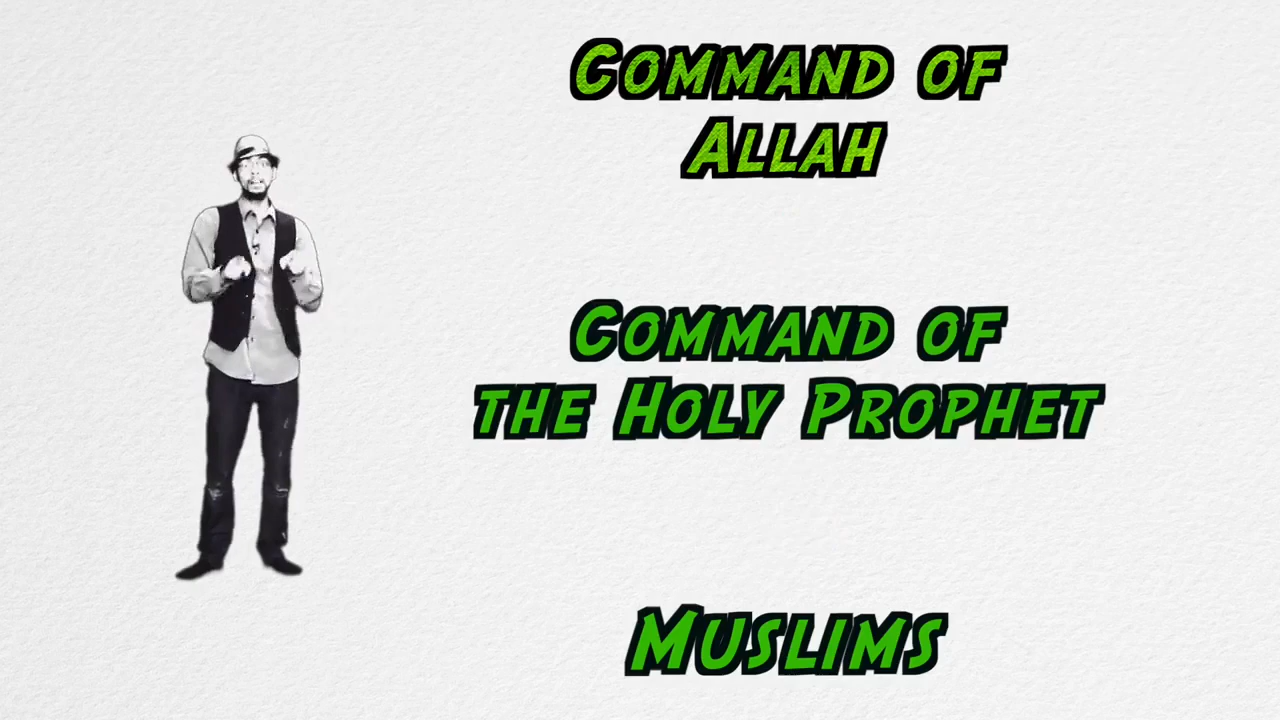 Command of
Allah
Command of
the Holy Prophet
Muslims